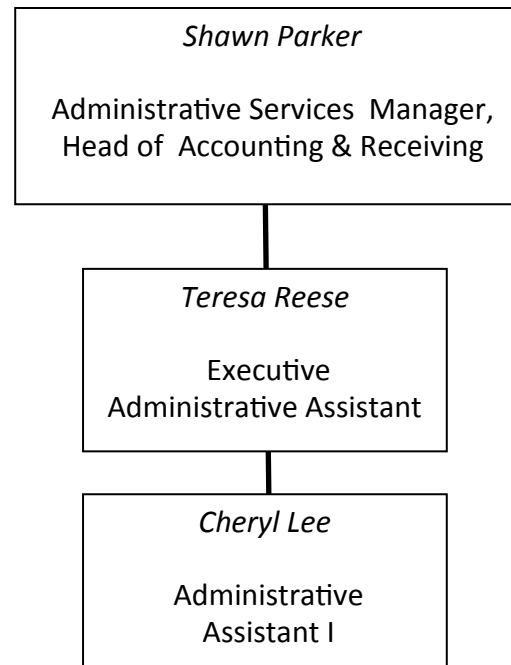 Shawn Parker
Administrative Services  Manager,
Head of  Accounting & Receiving
Teresa Reese
Executive
Administrative Assistant
Cheryl Lee
Administrative
Assistant I